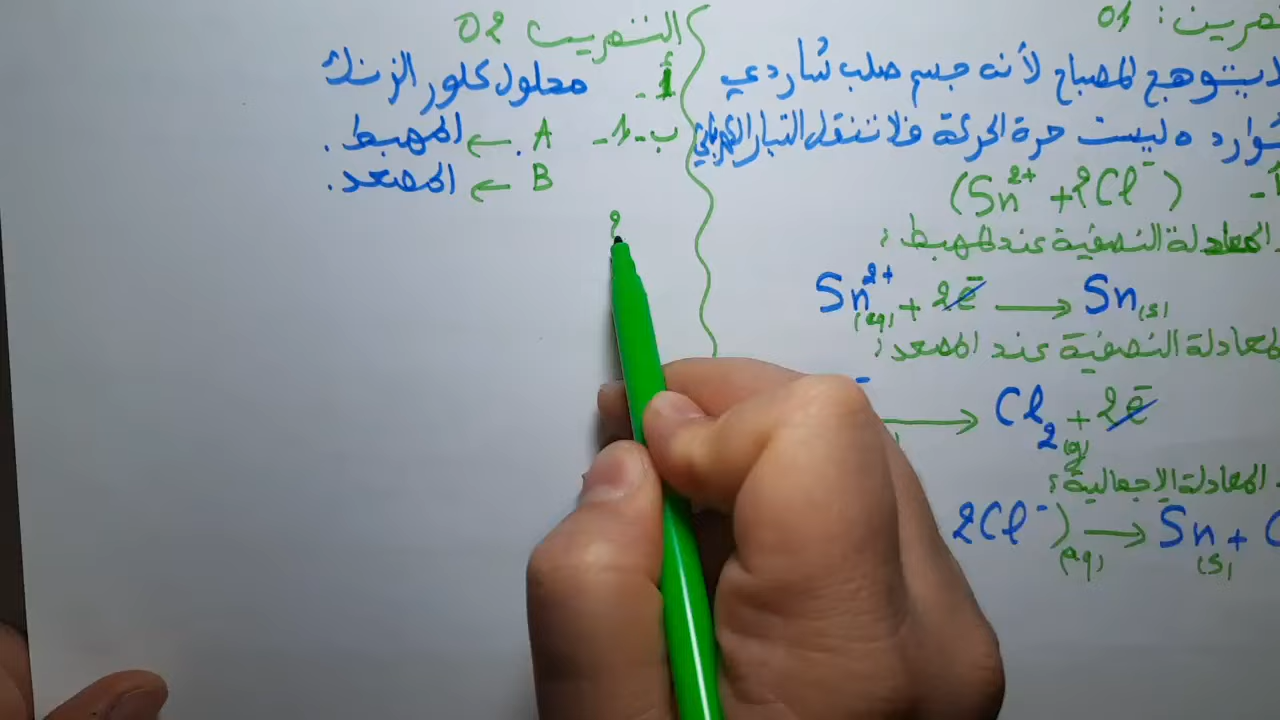 تمرين: 01
لا يتوهج المصباح لأنه جسم صلب شاردي
شوارده ليست حرة الحركة فلا تنقل التيار الكهربائي
أ- (Sn²⁺ + 2Cl⁻)
المعادلة النصفية عند المهبط:
Sn²⁺(aq) + 2e⁻ → Sn(s)
المعادلة النصفية عند المصعد:
→ Cl₂(g) + 2e⁻
المعادلة الإجمالية:
2Cl⁻)(aq) → Sn(s) + C
التمرين 02
أ- محلول كلور الزنك
ب-1- A ← المهبط.
B ← المصعد.
2